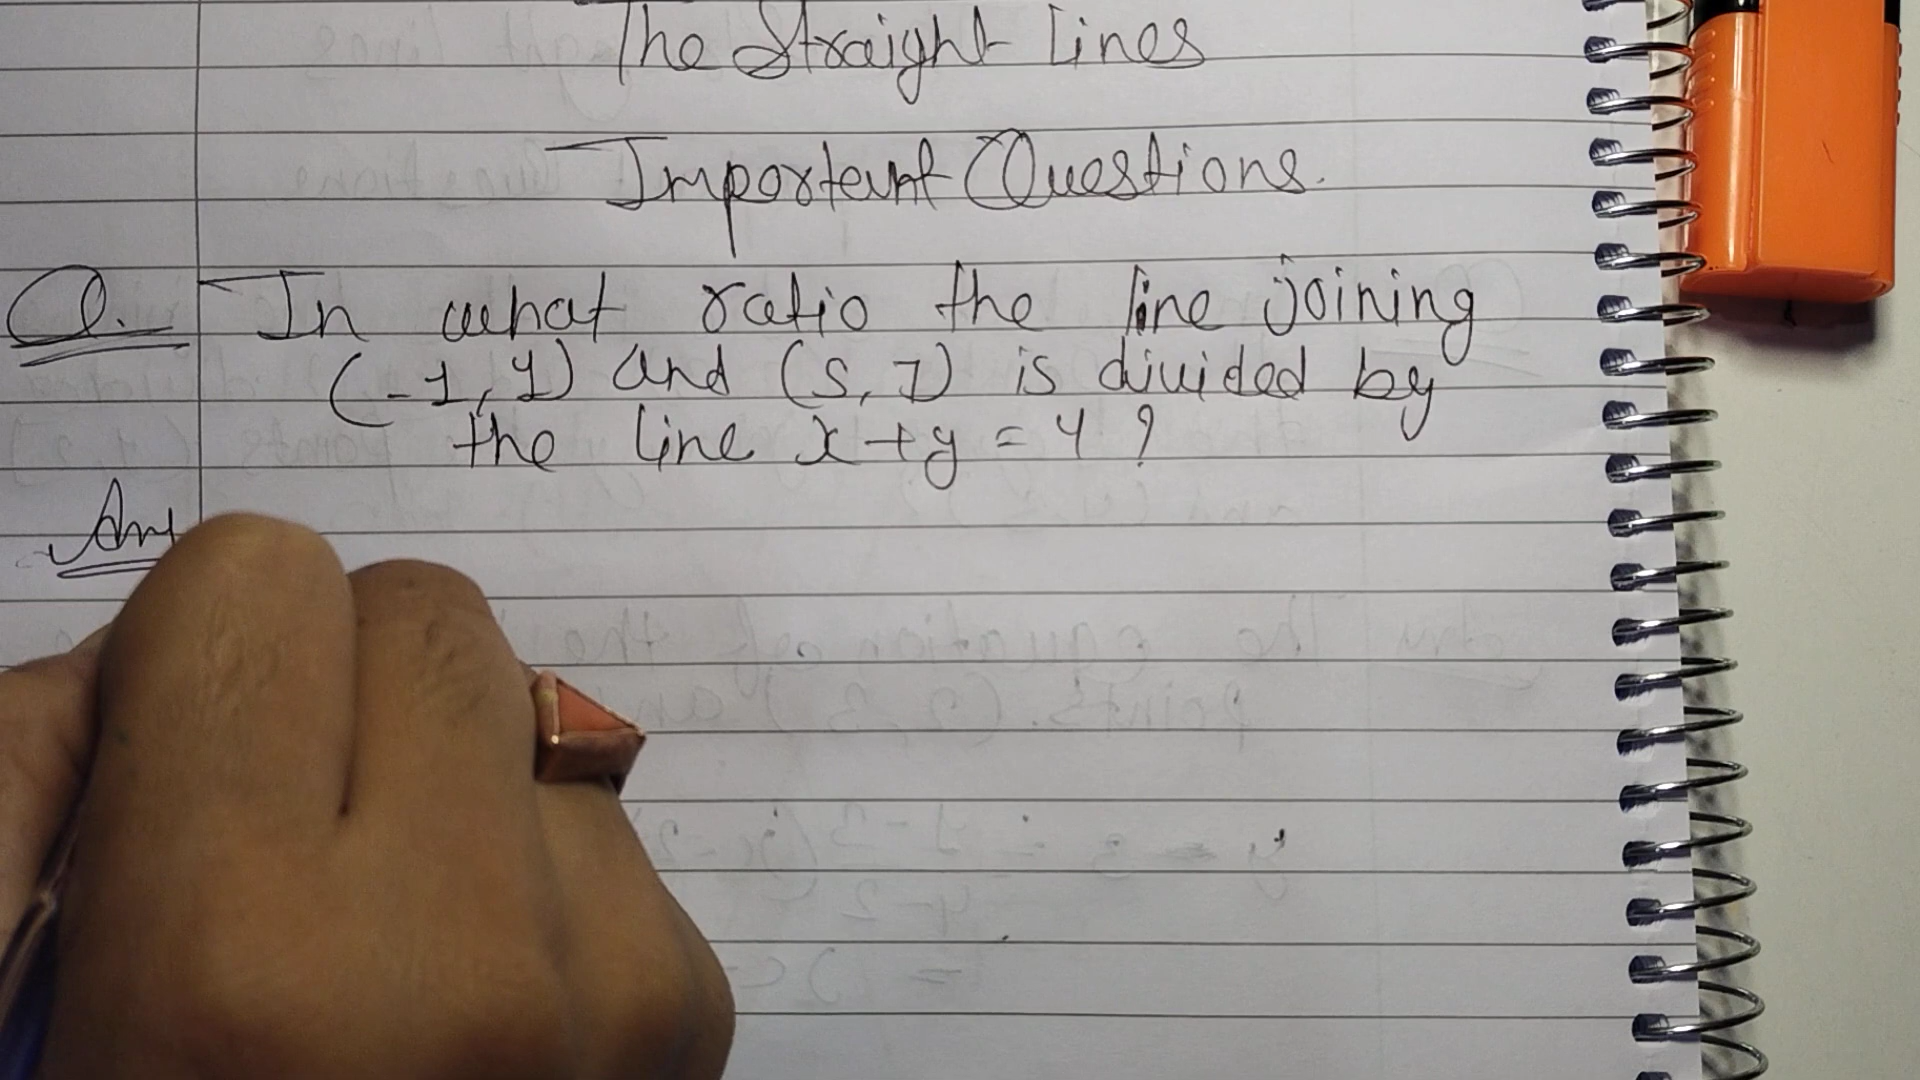 The Straight lines
Important Questions.
Q. In what ratio the line joining
(-1, 1) and (5, 7) is divided by
the line x+y=4?
Ans